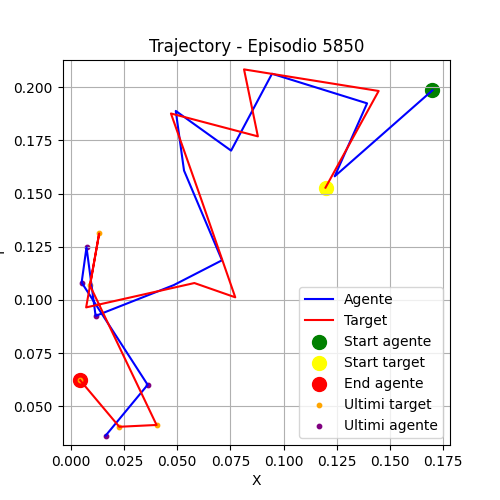 Trajectory - Episodio 5850
0.200
0.175
0.150
0.125
0.100
0.075
0.050
0.000
0.025
0.050
0.075
0.100
0.125
0.150
0.175
X
Agente
Target
Start agente
Start target
End agente
Ultimi target
Ultimi agente